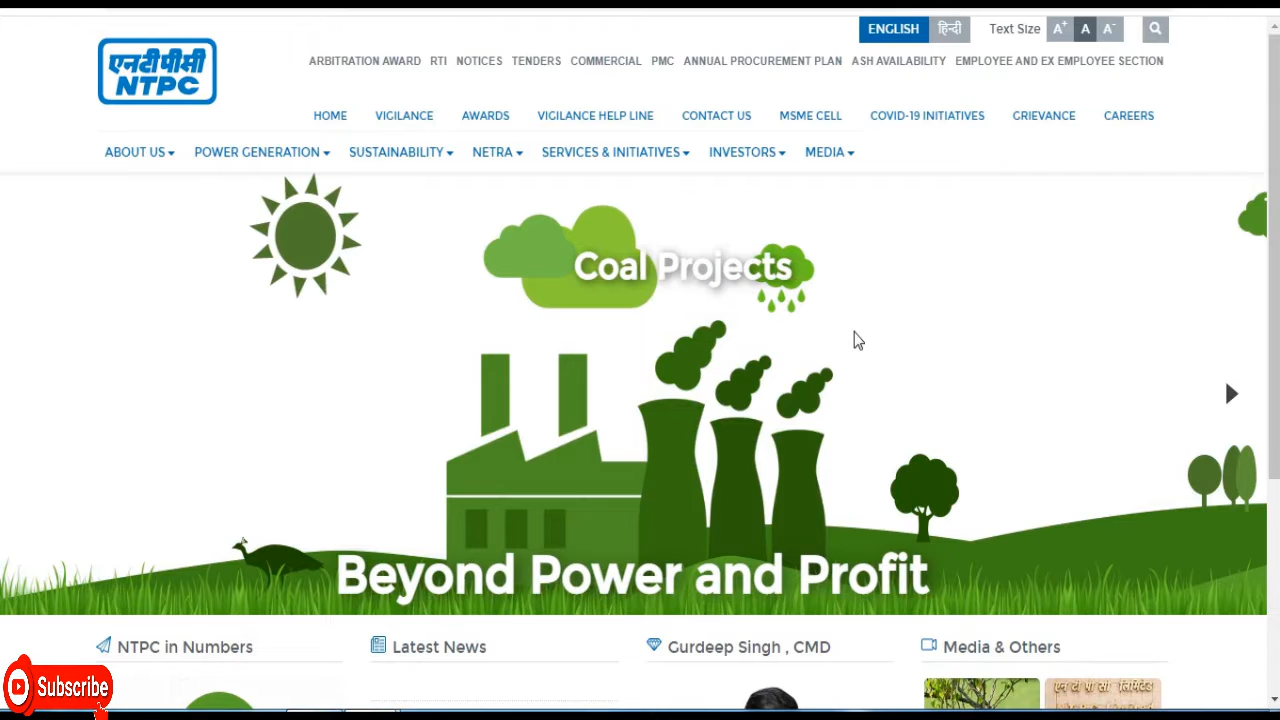 ENGLISH हिन्दी Text Size A+ A A-
एनटीपीसी
NTPC
ARBITRATION AWARD RTI NOTICES TENDERS COMMERCIAL PMC ANNUAL PROCUREMENT PLAN ASH AVAILABILITY EMPLOYEE AND EX EMPLOYEE SECTION
HOME VIGILANCE AWARDS VIGILANCE HELP LINE CONTACT US MSME CELL COVID-19 INITIATIVES GRIEVANCE CAREERS
ABOUT US POWER GENERATION SUSTAINABILITY NETRA SERVICES & INITIATIVES INVESTORS MEDIA
Coal Projects
Beyond Power and Profit
NTPC in Numbers Latest News Gurdeep Singh , CMD Media & Others
Subscribe
एन टी पी सी लिमिटेड